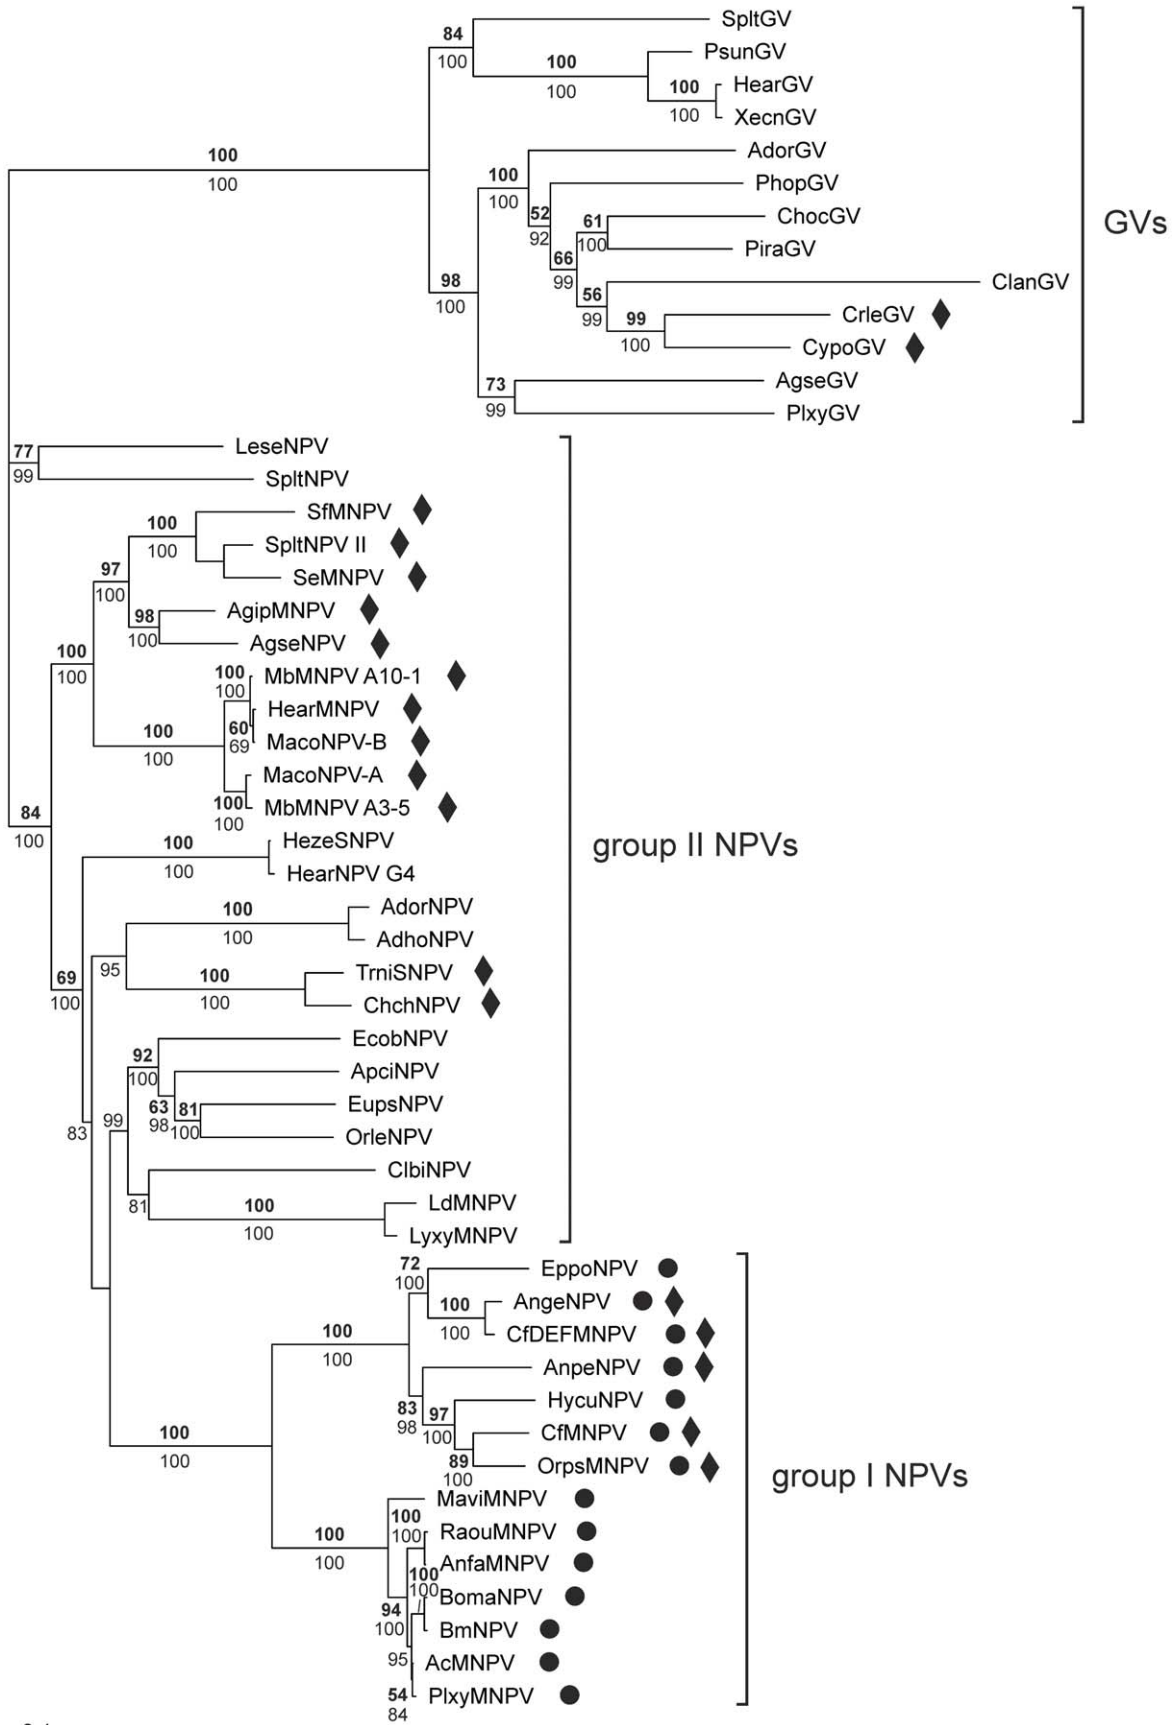 84
100
SpltGV
PsunGV
100
100
HearGV
100
100
XecnGV
100
100
AdorGV
100
100
PhopGV
52
92
61
100
ChocGV
PiraGV
GVs
66
99
98
100
ClanGV
56
99
CrleGV
99
100
CypoGV
AgseGV
73
99
PlxyGV
77
99
LeseNPV
SpltNPV
SfMNPV
100
100
SpltNPV II
SeMNPV
97
100
AgipMNPV
98
100
AgseNPV
100
100
MbMNPV A10-1
100
100
HearMNPV
60
69
MacoNPV-B
100
100
MacoNPV-A
MbMNPV A3-5
100
100
84
100
HezeSNPV
100
100
HearNPV G4
group II NPVs
AdorNPV
100
100
AdhoNPV
95
TrniSNPV
100
100
ChchNPV
69
100
EcobNPV
92
100
ApciNPV
63
98
81
100
EupsNPV
OrleNPV
99
83
ClbiNPV
81
LdMNPV
100
100
LyxyMNPV
72
100
EppoNPV
AngeNPV
100
100
CfDEFMNPV
100
100
AnpeNPV
83
98
HycuNPV
97
100
CfMNPV
89
100
OrpsMNPV
100
100
group I NPVs
MaviMNPV
100
100
RaouMNPV
100
100
AnfaMNPV
100
100
BomaNPV
94
100
BmNPV
95
AcMNPV
54
84
PlxyMNPV